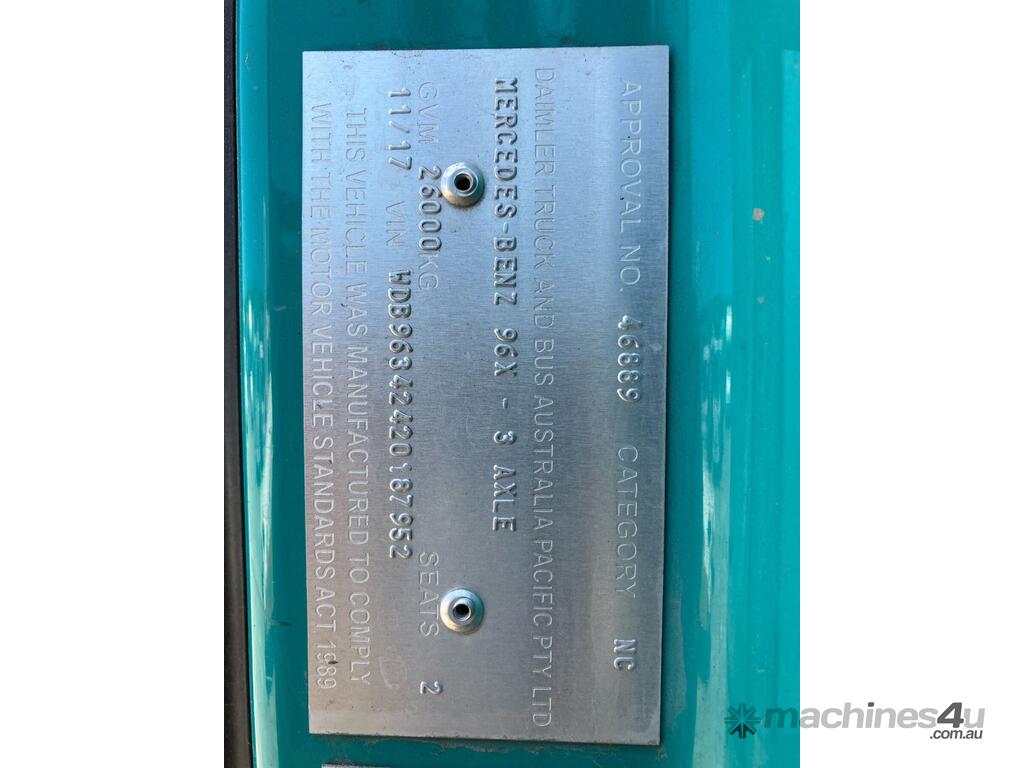 APPROVAL NO. 46889 CATEGORY NC
DAIMLER TRUCK AND BUS AUSTRALIA PACIFIC PTY LTD
MERCEDES-BENZ 96X - 3 AXLE
GVM 26000KG SEATS 2
11/17 VIN WDB96342420187952
THIS VEHICLE WAS MANUFACTURED TO COMPLY
WITH THE MOTOR VEHICLE STANDARDS ACT 1989
machines4u
.com.au